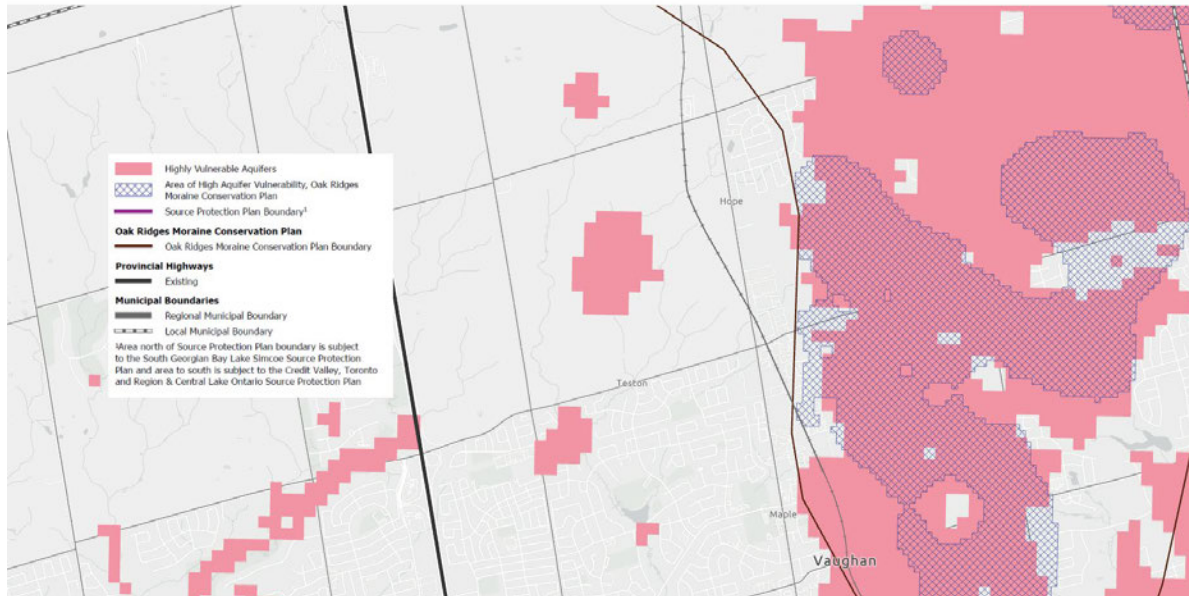 Highly Vulnerable Aquifers
Area of High Aquifer Vulnerability, Oak Ridges
Moraine Conservation Plan
Source Protection Plan Boundary¹
Oak Ridges Moraine Conservation Plan
Oak Ridges Moraine Conservation Plan Boundary
Provincial Highways
Existing
Municipal Boundaries
Regional Municipal Boundary
Local Municipal Boundary
¹Area north of Source Protection Plan boundary is subject
to the South Georgian Bay Lake Simcoe Source Protection
Plan and area to south is subject to the Credit Valley, Toronto
and Region & Central Lake Ontario Source Protection Plan
Hope
Teston
Maple
Vaughan